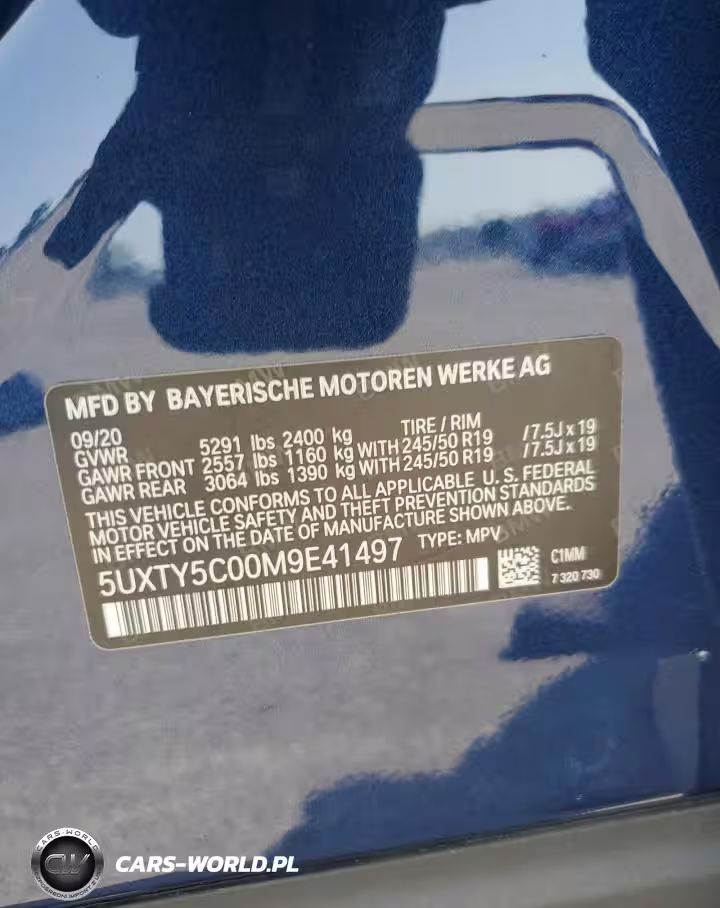 MFD BY BAYERISCHE MOTOREN WERKE AG
09/20
GVWR 5291 lbs 2400 kg TIRE / RIM
GAWR FRONT 2557 lbs 1160 kg WITH 245/50 R19 /7.5J x 19
GAWR REAR 3064 lbs 1390 kg WITH 245/50 R19 /7.5J x 19
THIS VEHICLE CONFORMS TO ALL APPLICABLE U.S. FEDERAL
MOTOR VEHICLE SAFETY AND THEFT PREVENTION STANDARDS
IN EFFECT ON THE DATE OF MANUFACTURE SHOWN ABOVE.
5UXTY5C00M9E41497 TYPE: MPV
C1MM
7 320 730
CARS-WORLD
CW
CARS-WORLD.PL